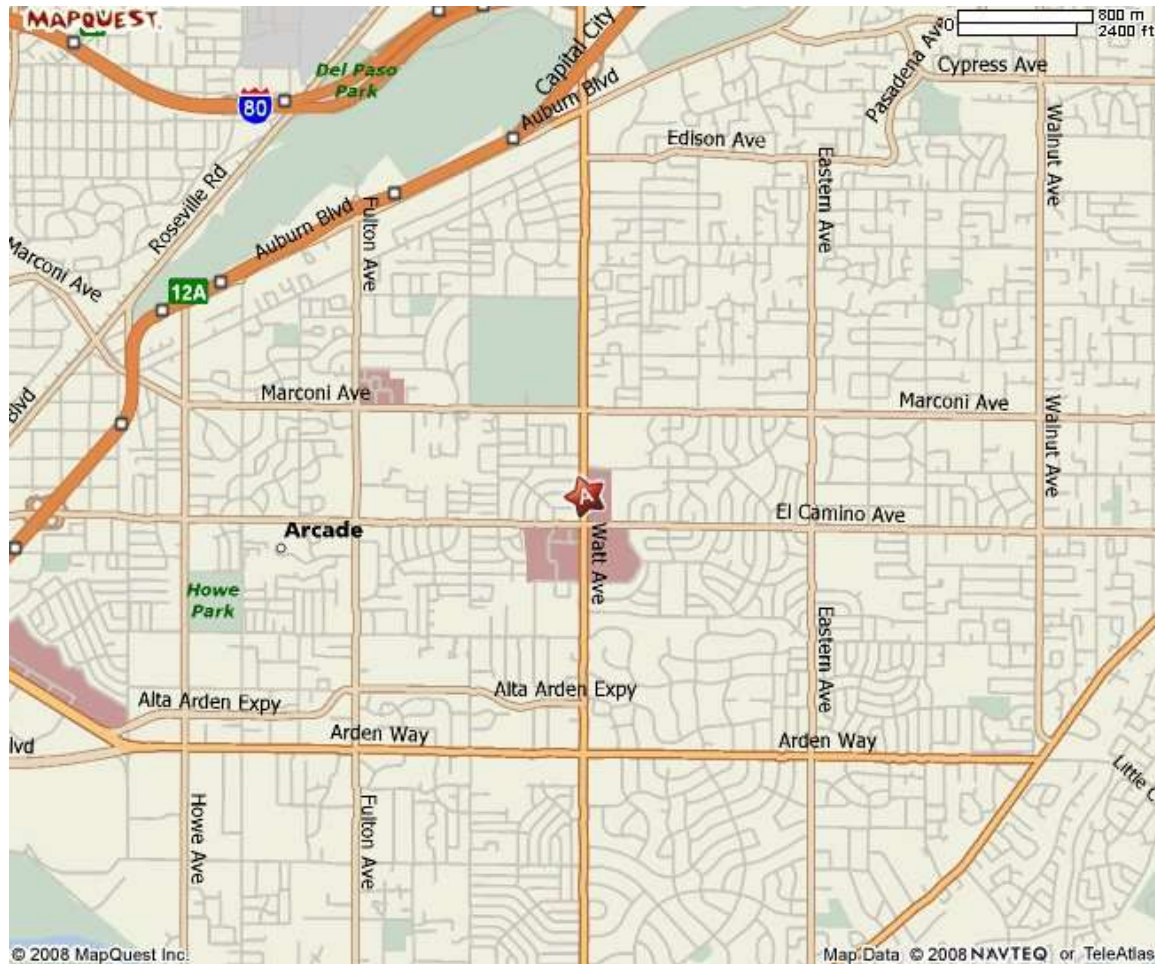 MAPQUEST.
800 m
0
2400 ft
Capital City
Pasadena Ave
Cypress Ave
Del Paso
Park
80
Auburn Blvd
Edison Ave
Walnut Ave
Eastern Ave
Roseville Rd
Fulton Ave
Auburn Blvd
Marconi Ave
12A
Marconi Ave
Marconi Ave
Blvd
Walnut Ave
A
El Camino Ave
Arcade
Watt Ave
Howe
Park
Eastern Ave
Alta Arden Expy
Alta Arden Expy
Arden Way
Arden Way
lvd
Little C
Howe Ave
Fulton Ave
© 2008 MapQuest Inc.
Map Data © 2008 NAVTEQ or TeleAtlas